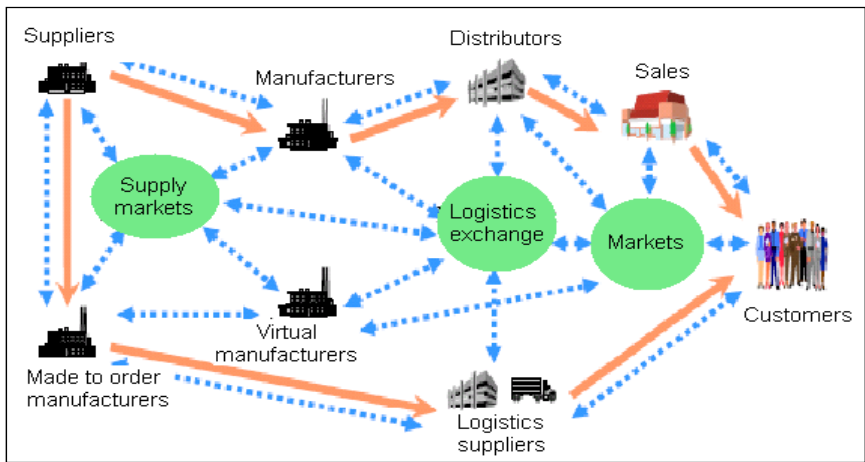 Suppliers
Manufacturers
Distributors
Sales
Supply
markets
Logistics
exchange
Markets
Customers
Virtual
manufacturers
Made to order
manufacturers
Logistics
suppliers